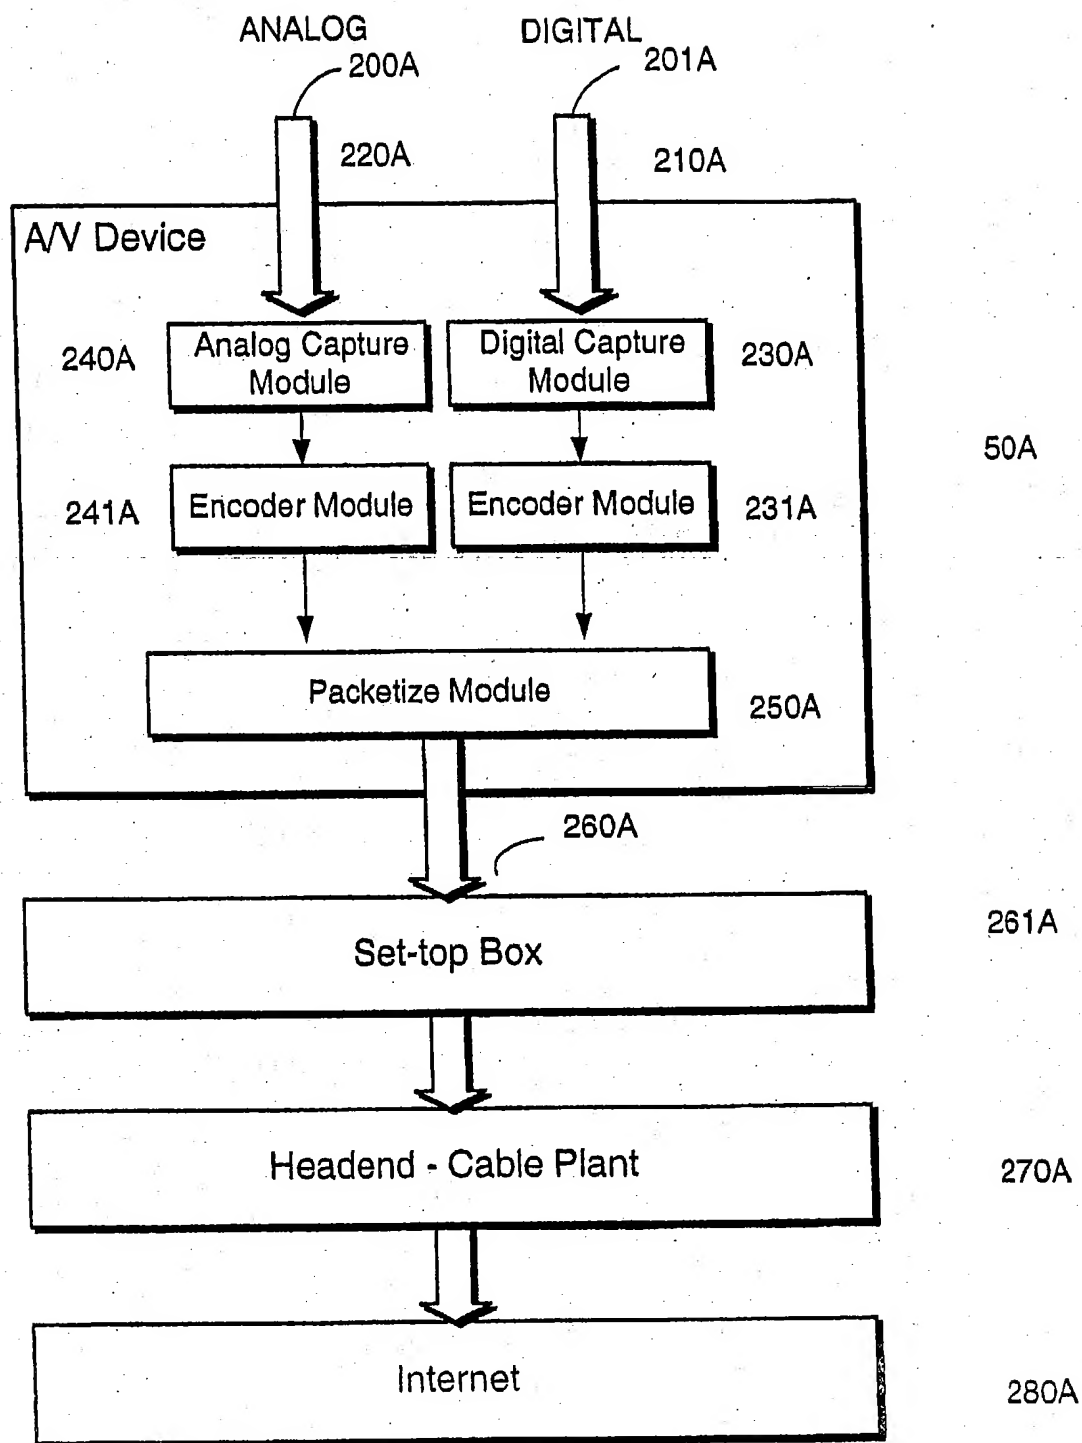 ANALOG
DIGITAL
200A
201A
220A
210A
A/V Device
240A
Analog Capture
Module
Digital Capture
Module
230A
50A
241A
Encoder Module
Encoder Module
231A
Packetize Module
250A
260A
Set-top Box
261A
Headend - Cable Plant
270A
Internet
280A